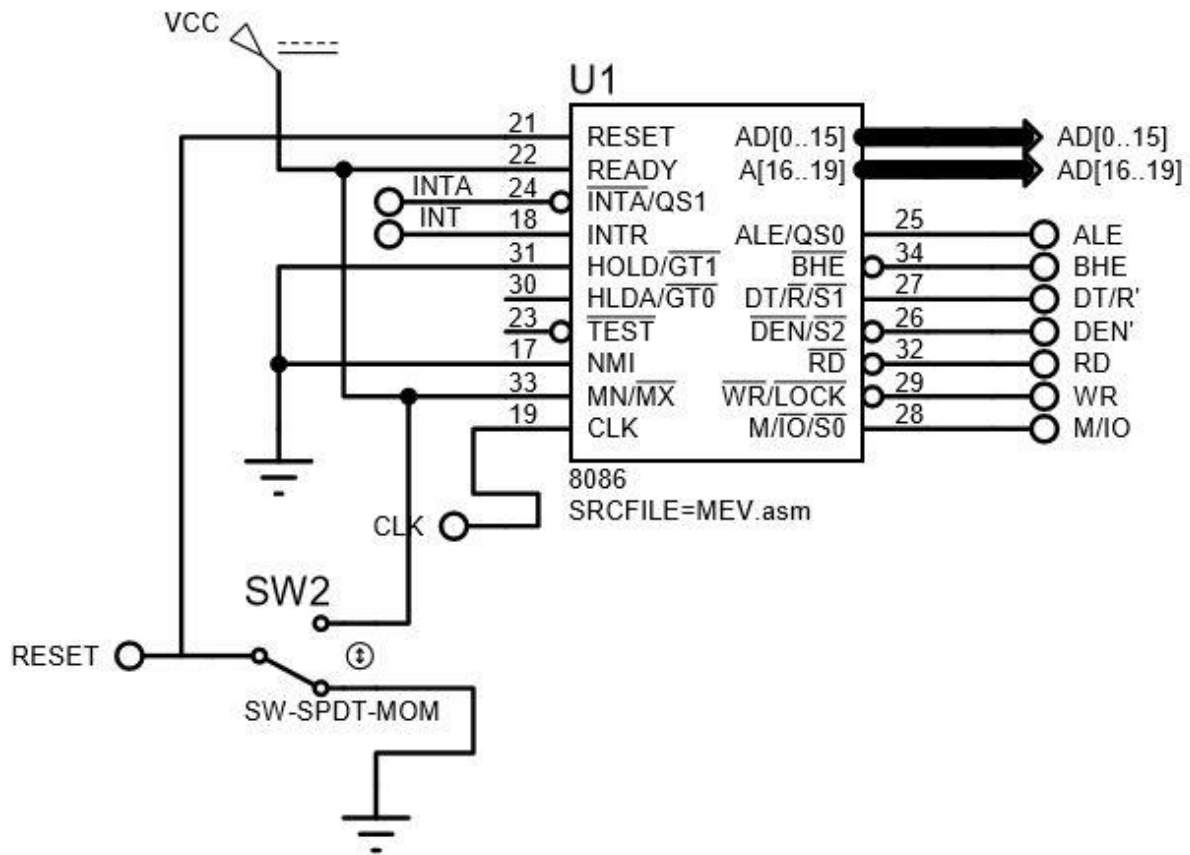 VCC
U1
21 RESET AD[0..15] AD[0..15]
22 READY A[16..19] AD[16..19]
INTA 24 INTA/QS1
INT 18 INTR ALE/QS0 25 ALE
31 HOLD/GT1 BHE 34 BHE
30 HLDA/GT0 DT/R/S1 27 DT/R'
23 TEST DEN/S2 26 DEN'
17 NMI RD 32 RD
33 MN/MX WR/LOCK 29 WR
19 CLK M/IO/S0 28 M/IO
8086
SRCFILE=MEV.asm
CLK
SW2
RESET
SW-SPDT-MOM